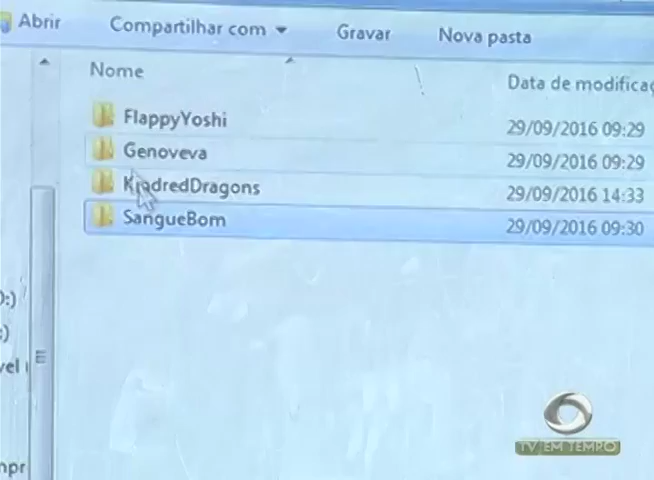 Abrir Compartilhar com Gravar Nova pasta
Nome Data de modificaç
FlappyYoshi 29/09/2016 09:29
Genoveva 29/09/2016 09:29
KindredDragons 29/09/2016 14:33
SangueBom 29/09/2016 09:30
TV EM TEMPO